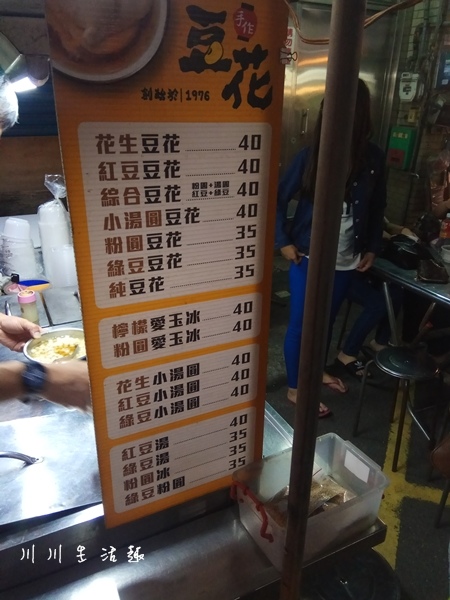 手作
豆花
創始於|1976
花生豆花 40
紅豆豆花 40
綜合豆花 粉圓+湯圓 紅豆+綠豆 40
小湯圓豆花 40
粉圓豆花 35
綠豆豆花 35
純豆花 35
檸檬愛玉冰 40
粉圓愛玉冰 40
花生小湯圓 40
紅豆小湯圓 40
綠豆小湯圓 40
紅豆湯 40
綠豆湯 35
粉圓冰 35
綠豆粉圓 35
川川生活趣